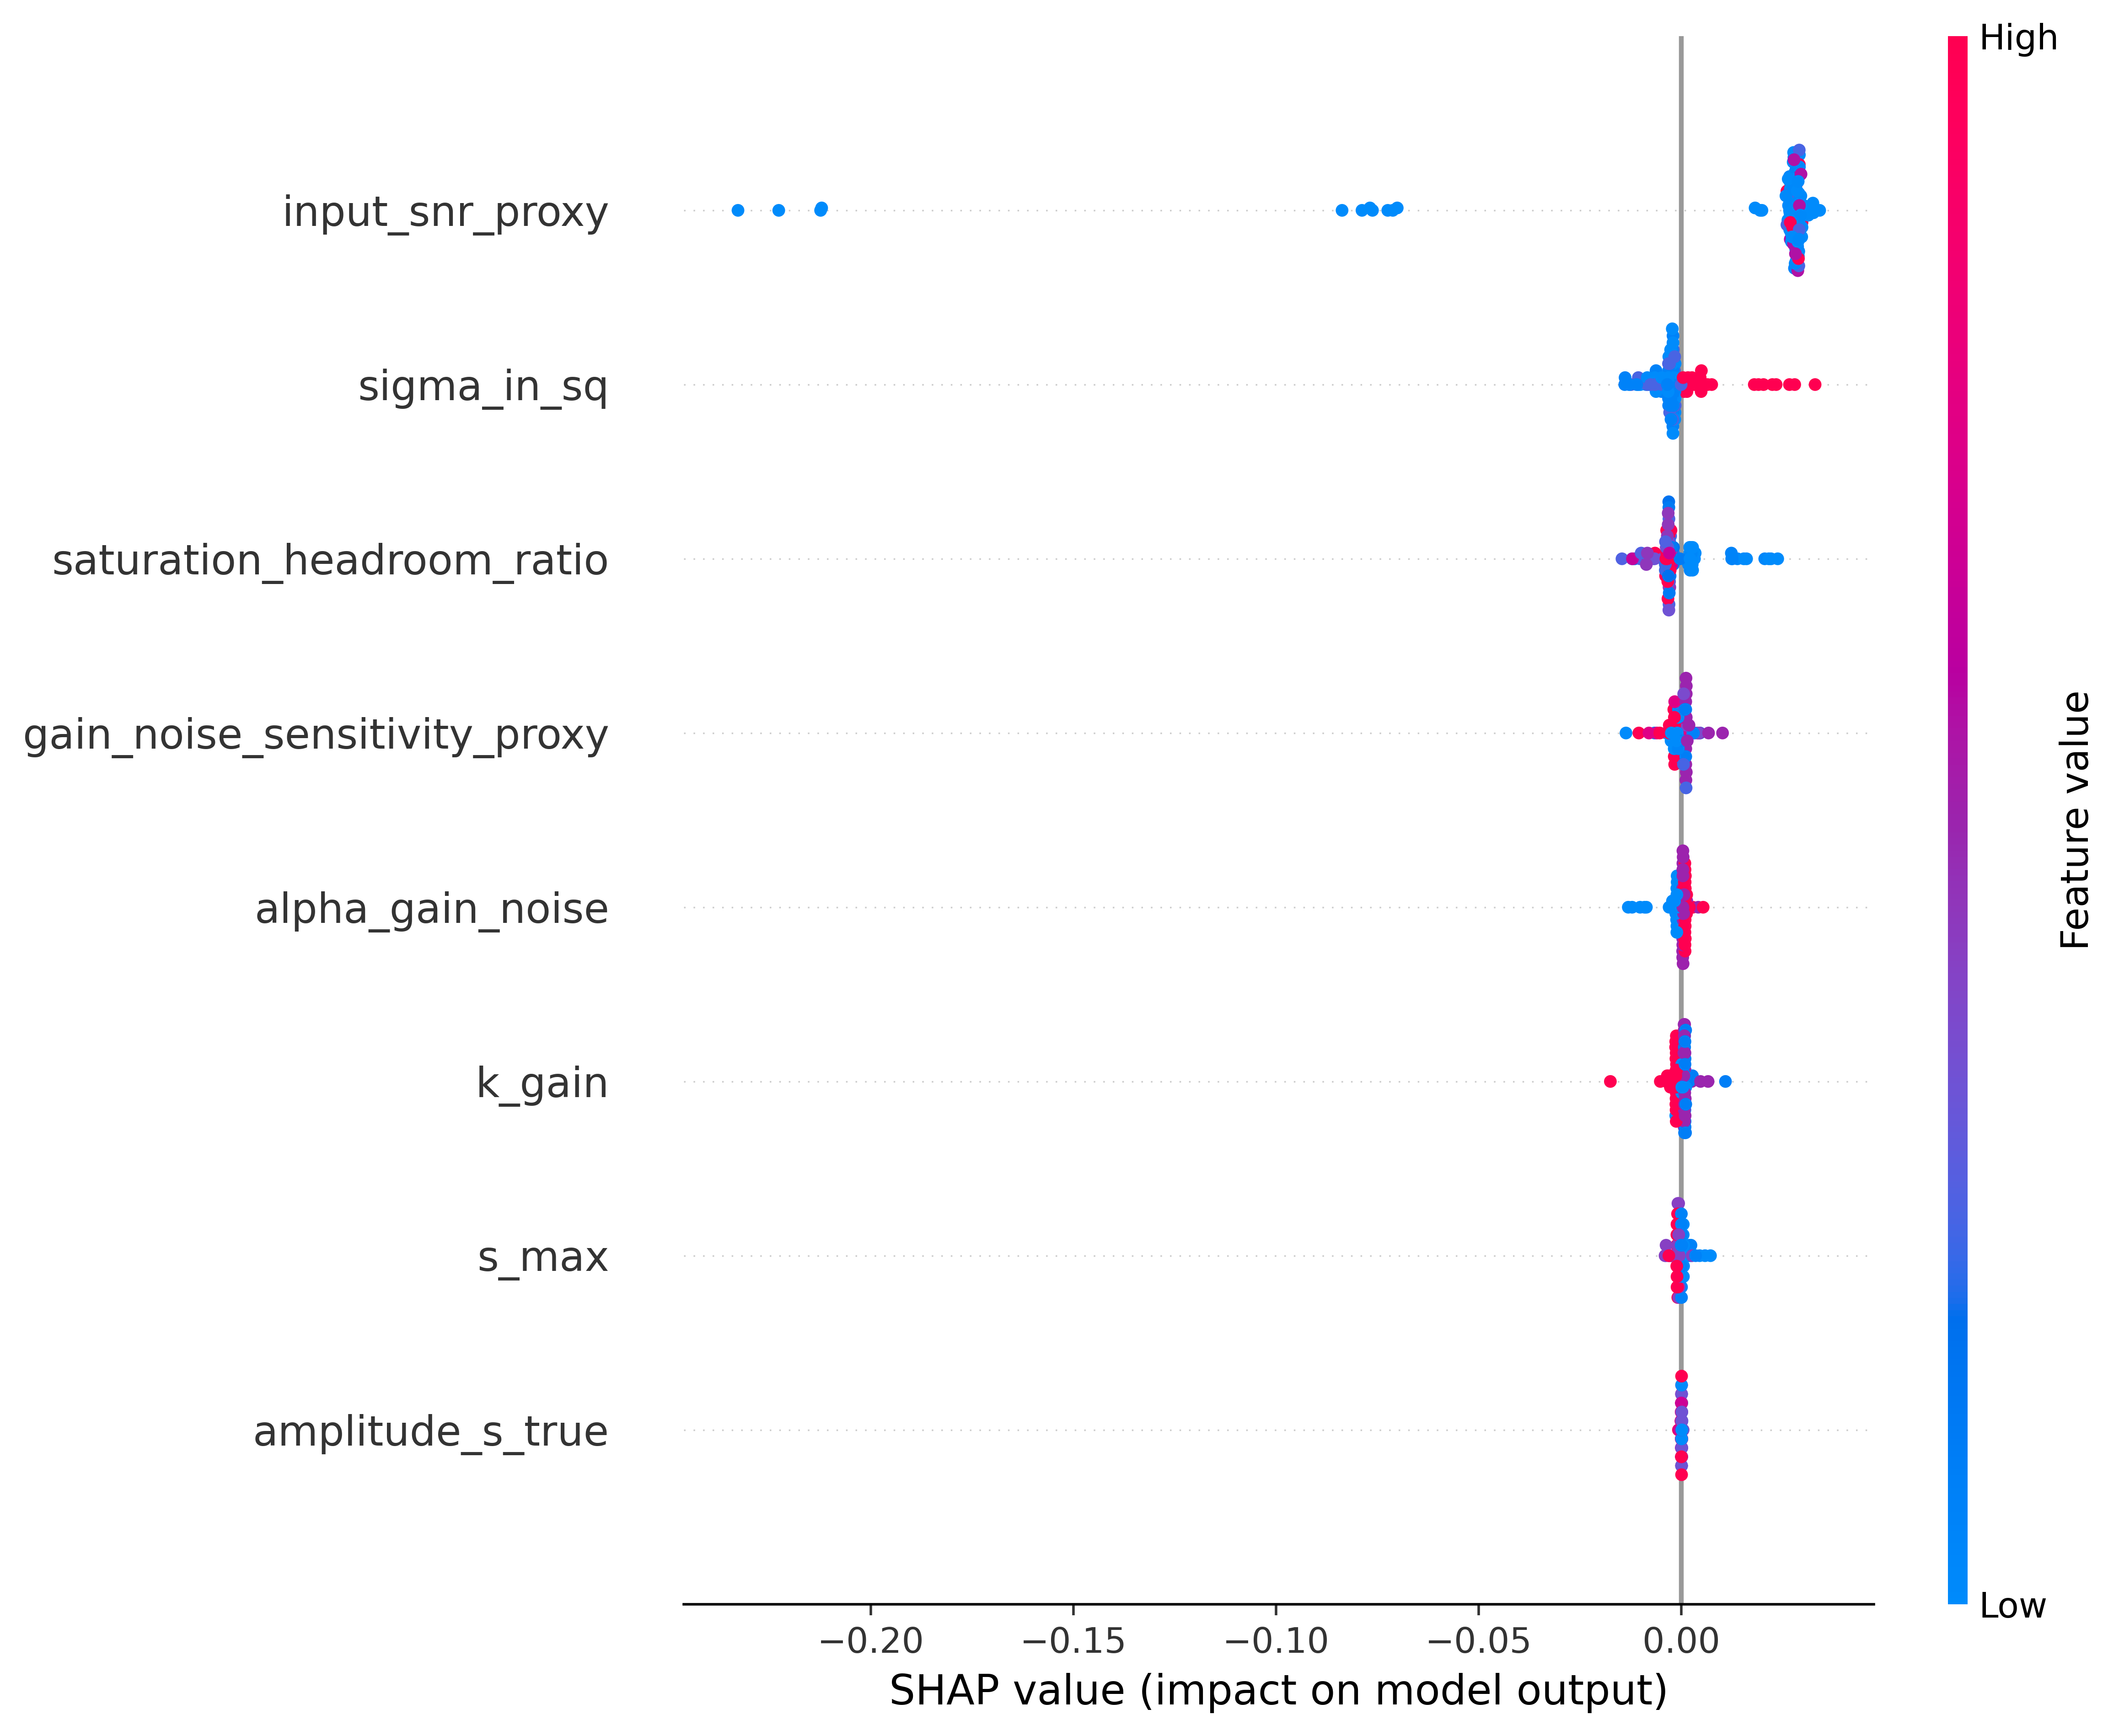 High
input_snr_proxy
sigma_in_sq
saturation_headroom_ratio
gain_noise_sensitivity_proxy
alpha_gain_noise
k_gain
s_max
amplitude_s_true
Feature value
Low
−0.20 −0.15 −0.10 −0.05 0.00
SHAP value (impact on model output)